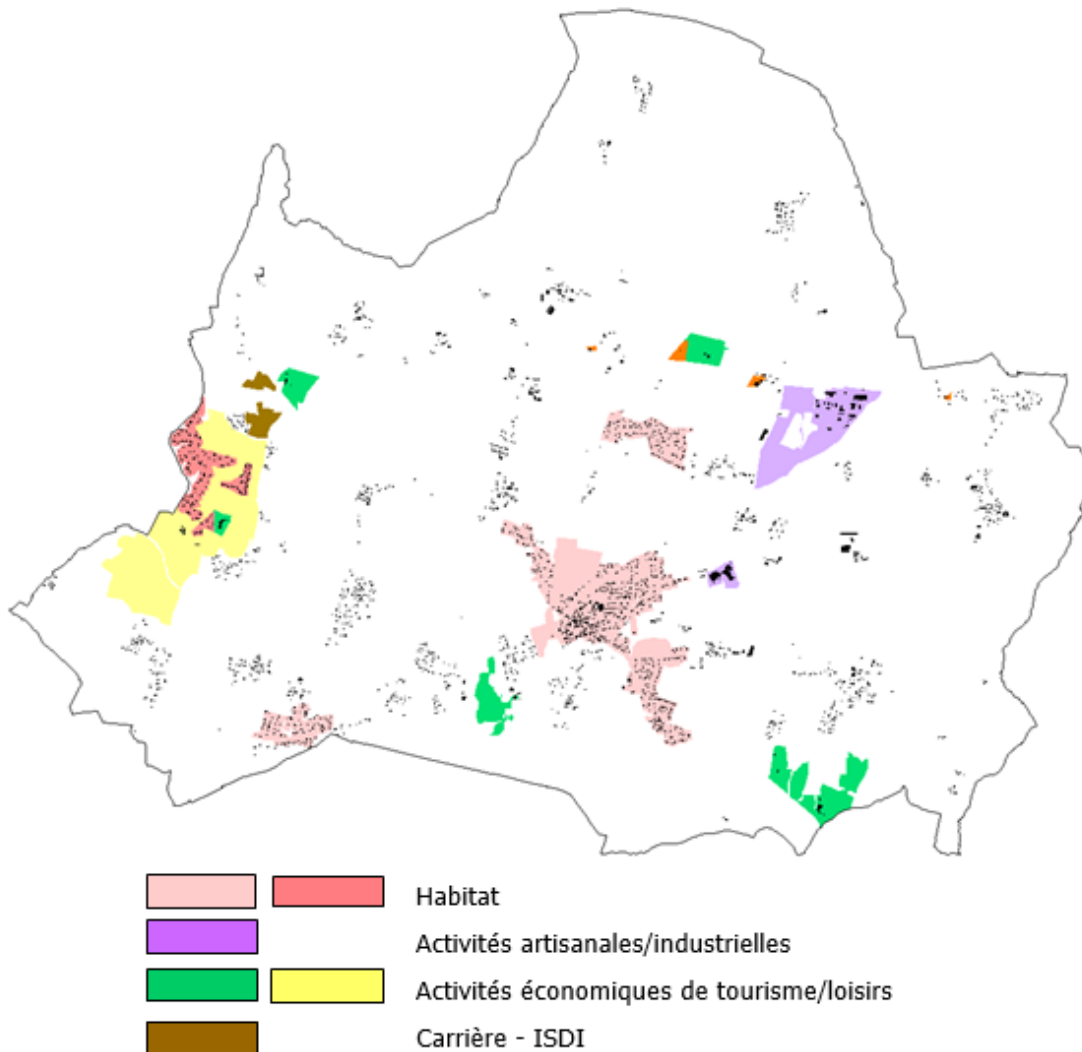 Habitat
Activités artisanales/industrielles
Activités économiques de tourisme/loisirs
Carrière - ISDI